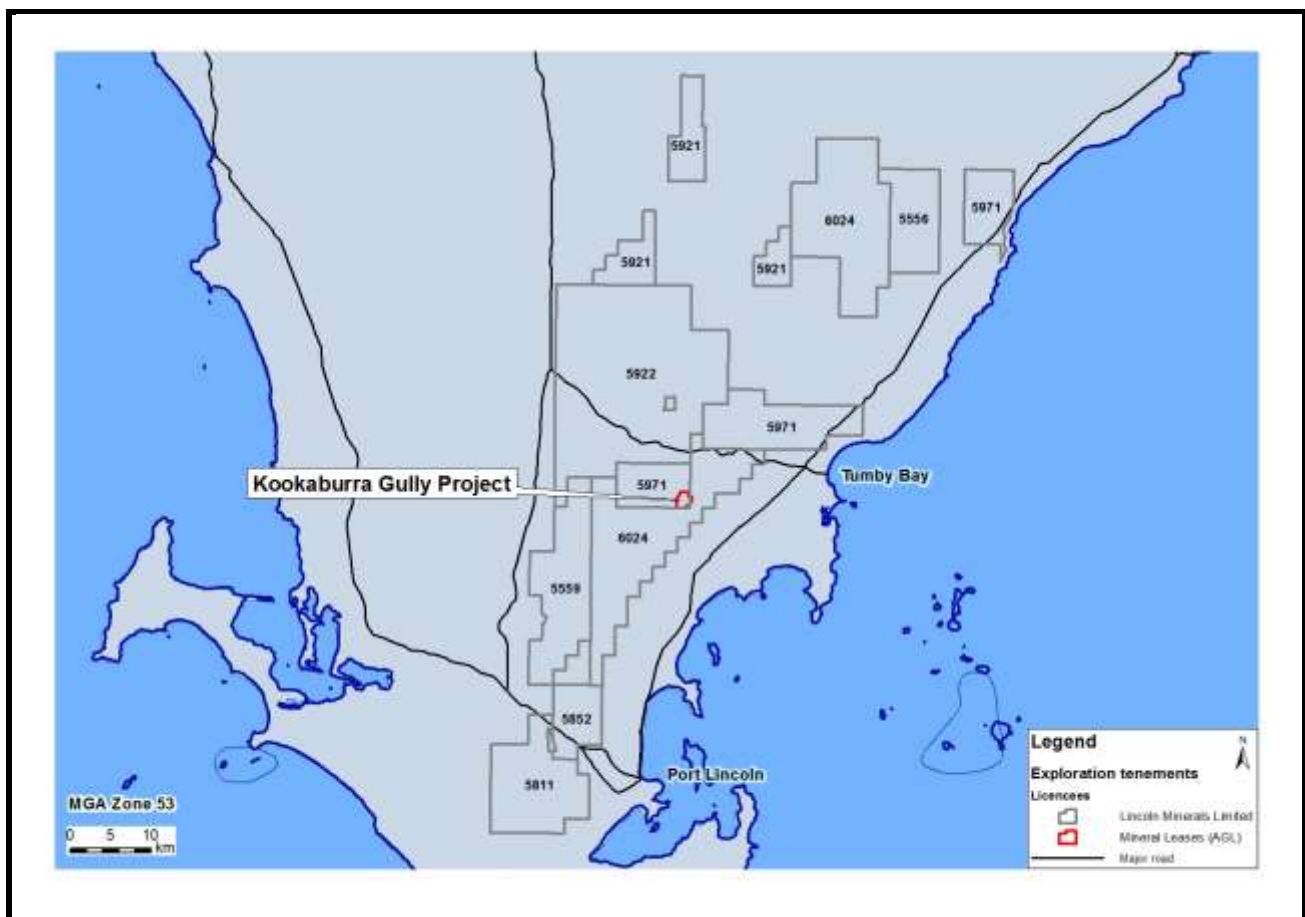 5921
6024
5556
5971
5921
5921
5922
5971
Tumby Bay
Kookaburra Gully Project
5971
6024
5559
5852
Port Lincoln
5811
MGA Zone 53
0 5 10
km
Legend
N
Exploration tenements
Licencees
Lincoln Minerals Limited
Mineral Leases (AGL)
Major road